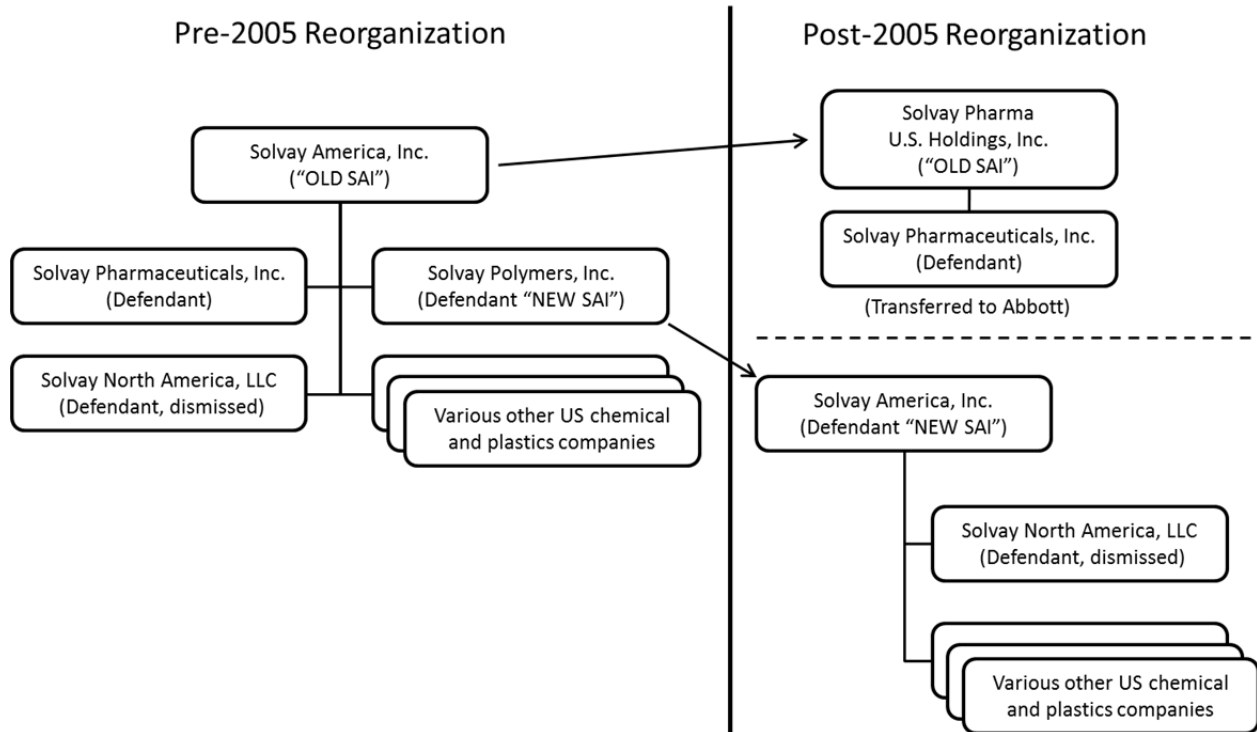 Pre-2005 Reorganization
Solvay America, Inc.
(“OLD SAI”)
Solvay Pharmaceuticals, Inc.
(Defendant)
Solvay Polymers, Inc.
(Defendant “NEW SAI”)
Solvay North America, LLC
(Defendant, dismissed)
Various other US chemical
and plastics companies
Post-2005 Reorganization
Solvay Pharma
U.S. Holdings, Inc.
(“OLD SAI”)
Solvay Pharmaceuticals, Inc.
(Defendant)
(Transferred to Abbott)
Solvay America, Inc.
(Defendant “NEW SAI”)
Solvay North America, LLC
(Defendant, dismissed)
Various other US chemical
and plastics companies